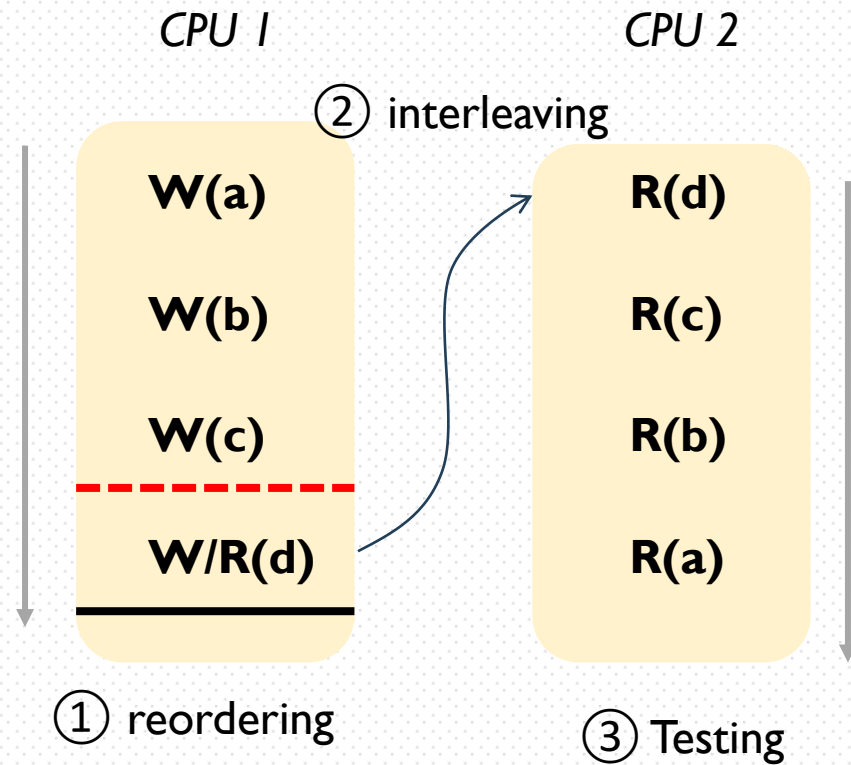 CPU 1
CPU 2
② interleaving
W(a)
R(d)
W(b)
R(c)
W(c)
R(b)
W/R(d)
R(a)
① reordering
③ Testing